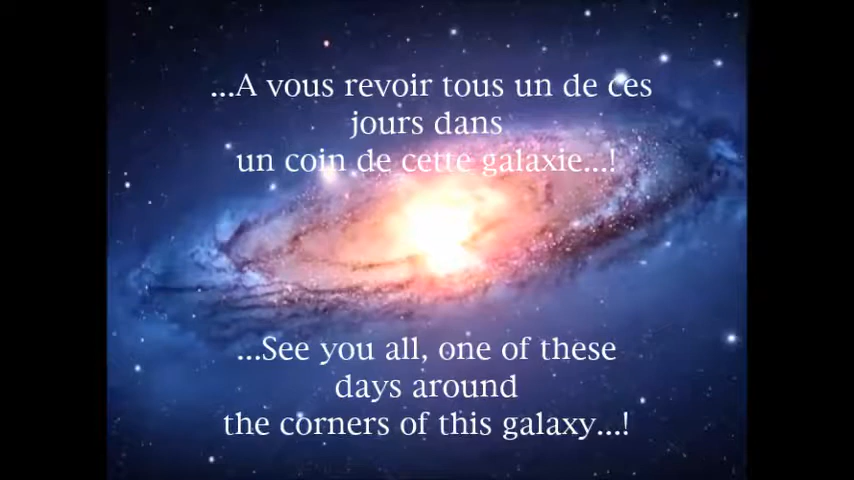 ...A vous revoir tous un de ces
jours dans
un coin de cette galaxie...!
...See you all, one of these
days around
the corners of this galaxy...!